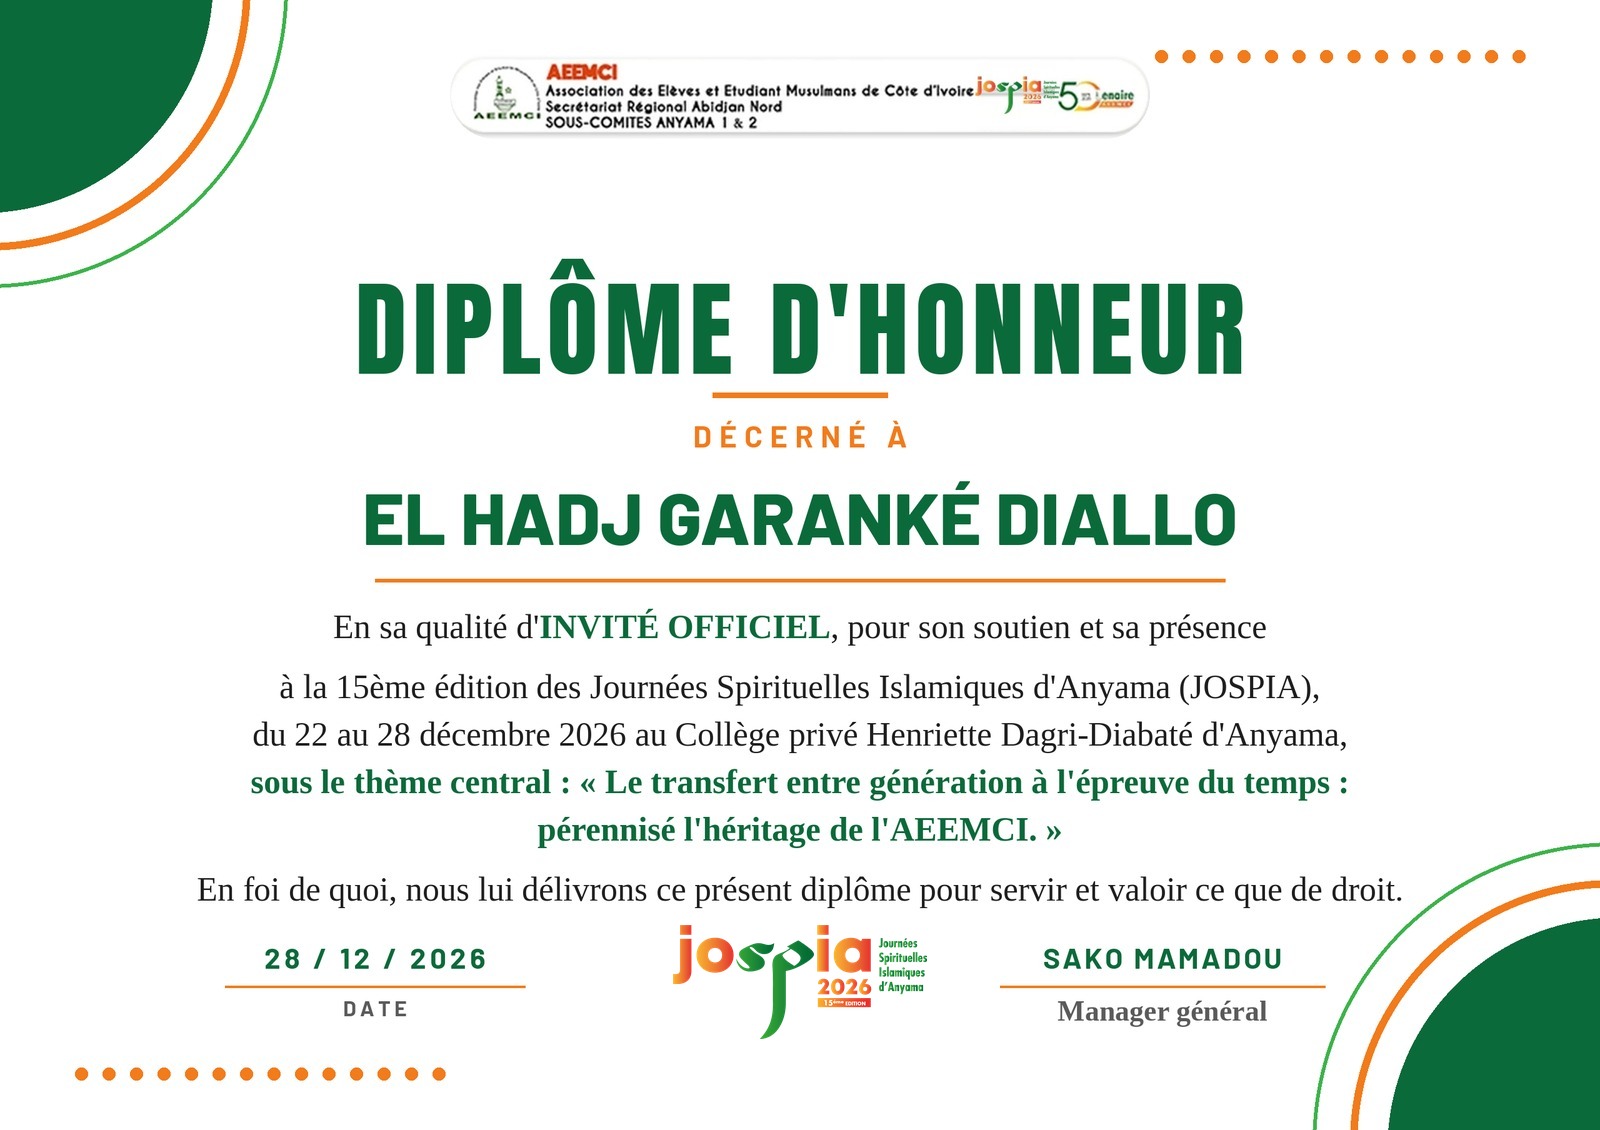 AEEMCI
Association des Elèves et Etudiant Musulmans de Côte d'Ivoire
Secrétariat Régional Abidjan Nord
SOUS-COMITES ANYAMA 1 & 2
AEEMCI
jospia
2026
50enaire
DIPLÔME D'HONNEUR
DÉCERNÉ À
EL HADJ GARANKÉ DIALLO
En sa qualité d'INVITÉ OFFICIEL, pour son soutien et sa présence
à la 15ème édition des Journées Spirituelles Islamiques d'Anyama (JOSPIA),
du 22 au 28 décembre 2026 au Collège privé Henriette Dagri-Diabaté d'Anyama,
sous le thème central : « Le transfert entre génération à l'épreuve du temps :
pérennisé l'héritage de l'AEEMCI. »
En foi de quoi, nous lui délivrons ce présent diplôme pour servir et valoir ce que de droit.
28 / 12 / 2026
DATE
jospia
2026
15ème EDITION
Journées
Spirituelles
Islamiques
d'Anyama
SAKO MAMADOU
Manager général